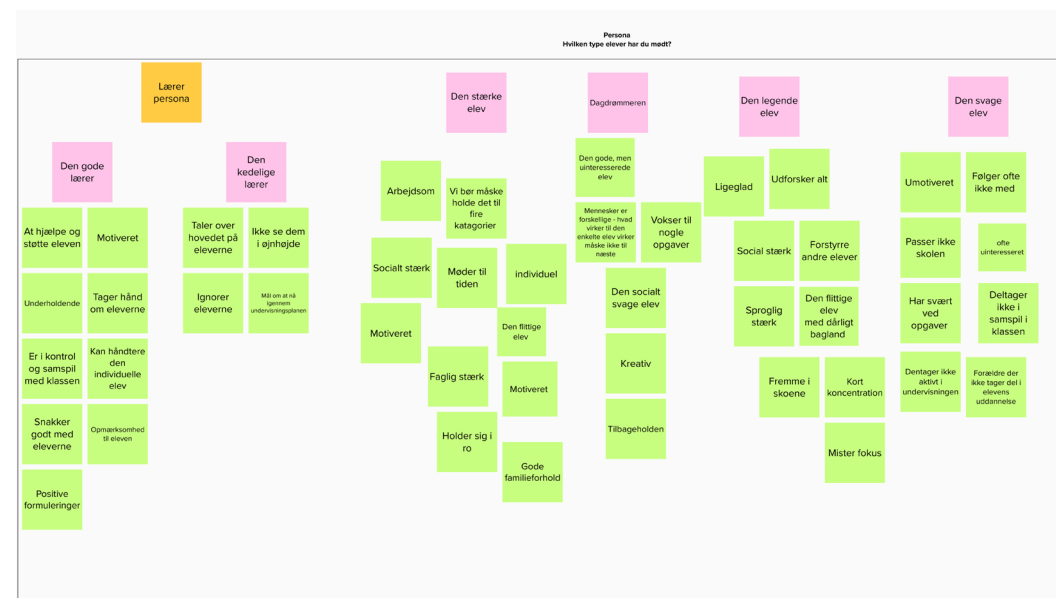 Persona
Hvilken type elever har du mødt?
Lærer
persona
Den gode
lærer
At hjælpe og
støtte eleven
Motiveret
Underholdende
Tager hånd
om eleverne
Er i kontrol
og samspil
med klassen
Kan håndtere
den
individuelle
elev
Snakker
godt med
eleverne
Opmærksomhed
til eleven
Positive
formuleringer
Den
kedelige
lærer
Taler over
hovedet på
eleverne
Ikke se dem
i øjnhøjde
Ignorer
eleverne
Mål om at nå
igennem
undervisningsplanen
Den stærke
elev
Arbejdsom
Vi bør måske
holde det til
fire
katagorier
Socialt stærk
Møder til
tiden
individuel
Motiveret
Den flittige
elev
Faglig stærk
Motiveret
Holder sig i
ro
Gode
familieforhold
Dagdrømmeren
Den gode, men
uinteresserede
elev
Mennesker er
forskellige - hvad
virker til den
enkelte elev virker
måske ikke til
næste
Vokser til
nogle
opgaver
Den socialt
svage elev
Kreativ
Tilbageholden
Den legende
elev
Ligeglad
Udforsker alt
Social stærk
Forstyrre
andre elever
Sproglig
stærk
Den flittige
elev
med dårligt
bagland
Fremme i
skoene
Kort
koncentration
Mister fokus
Den svage
elev
Umotiveret
Følger ofte
ikke med
Passer ikke
skolen
ofte
uinteresseret
Har svært
ved
opgaver
Deltager
ikke i
samspil i
klassen
Dentager ikke
aktivt i
undervisningen
Forældre der
ikke tager del i
elevens
uddannelse